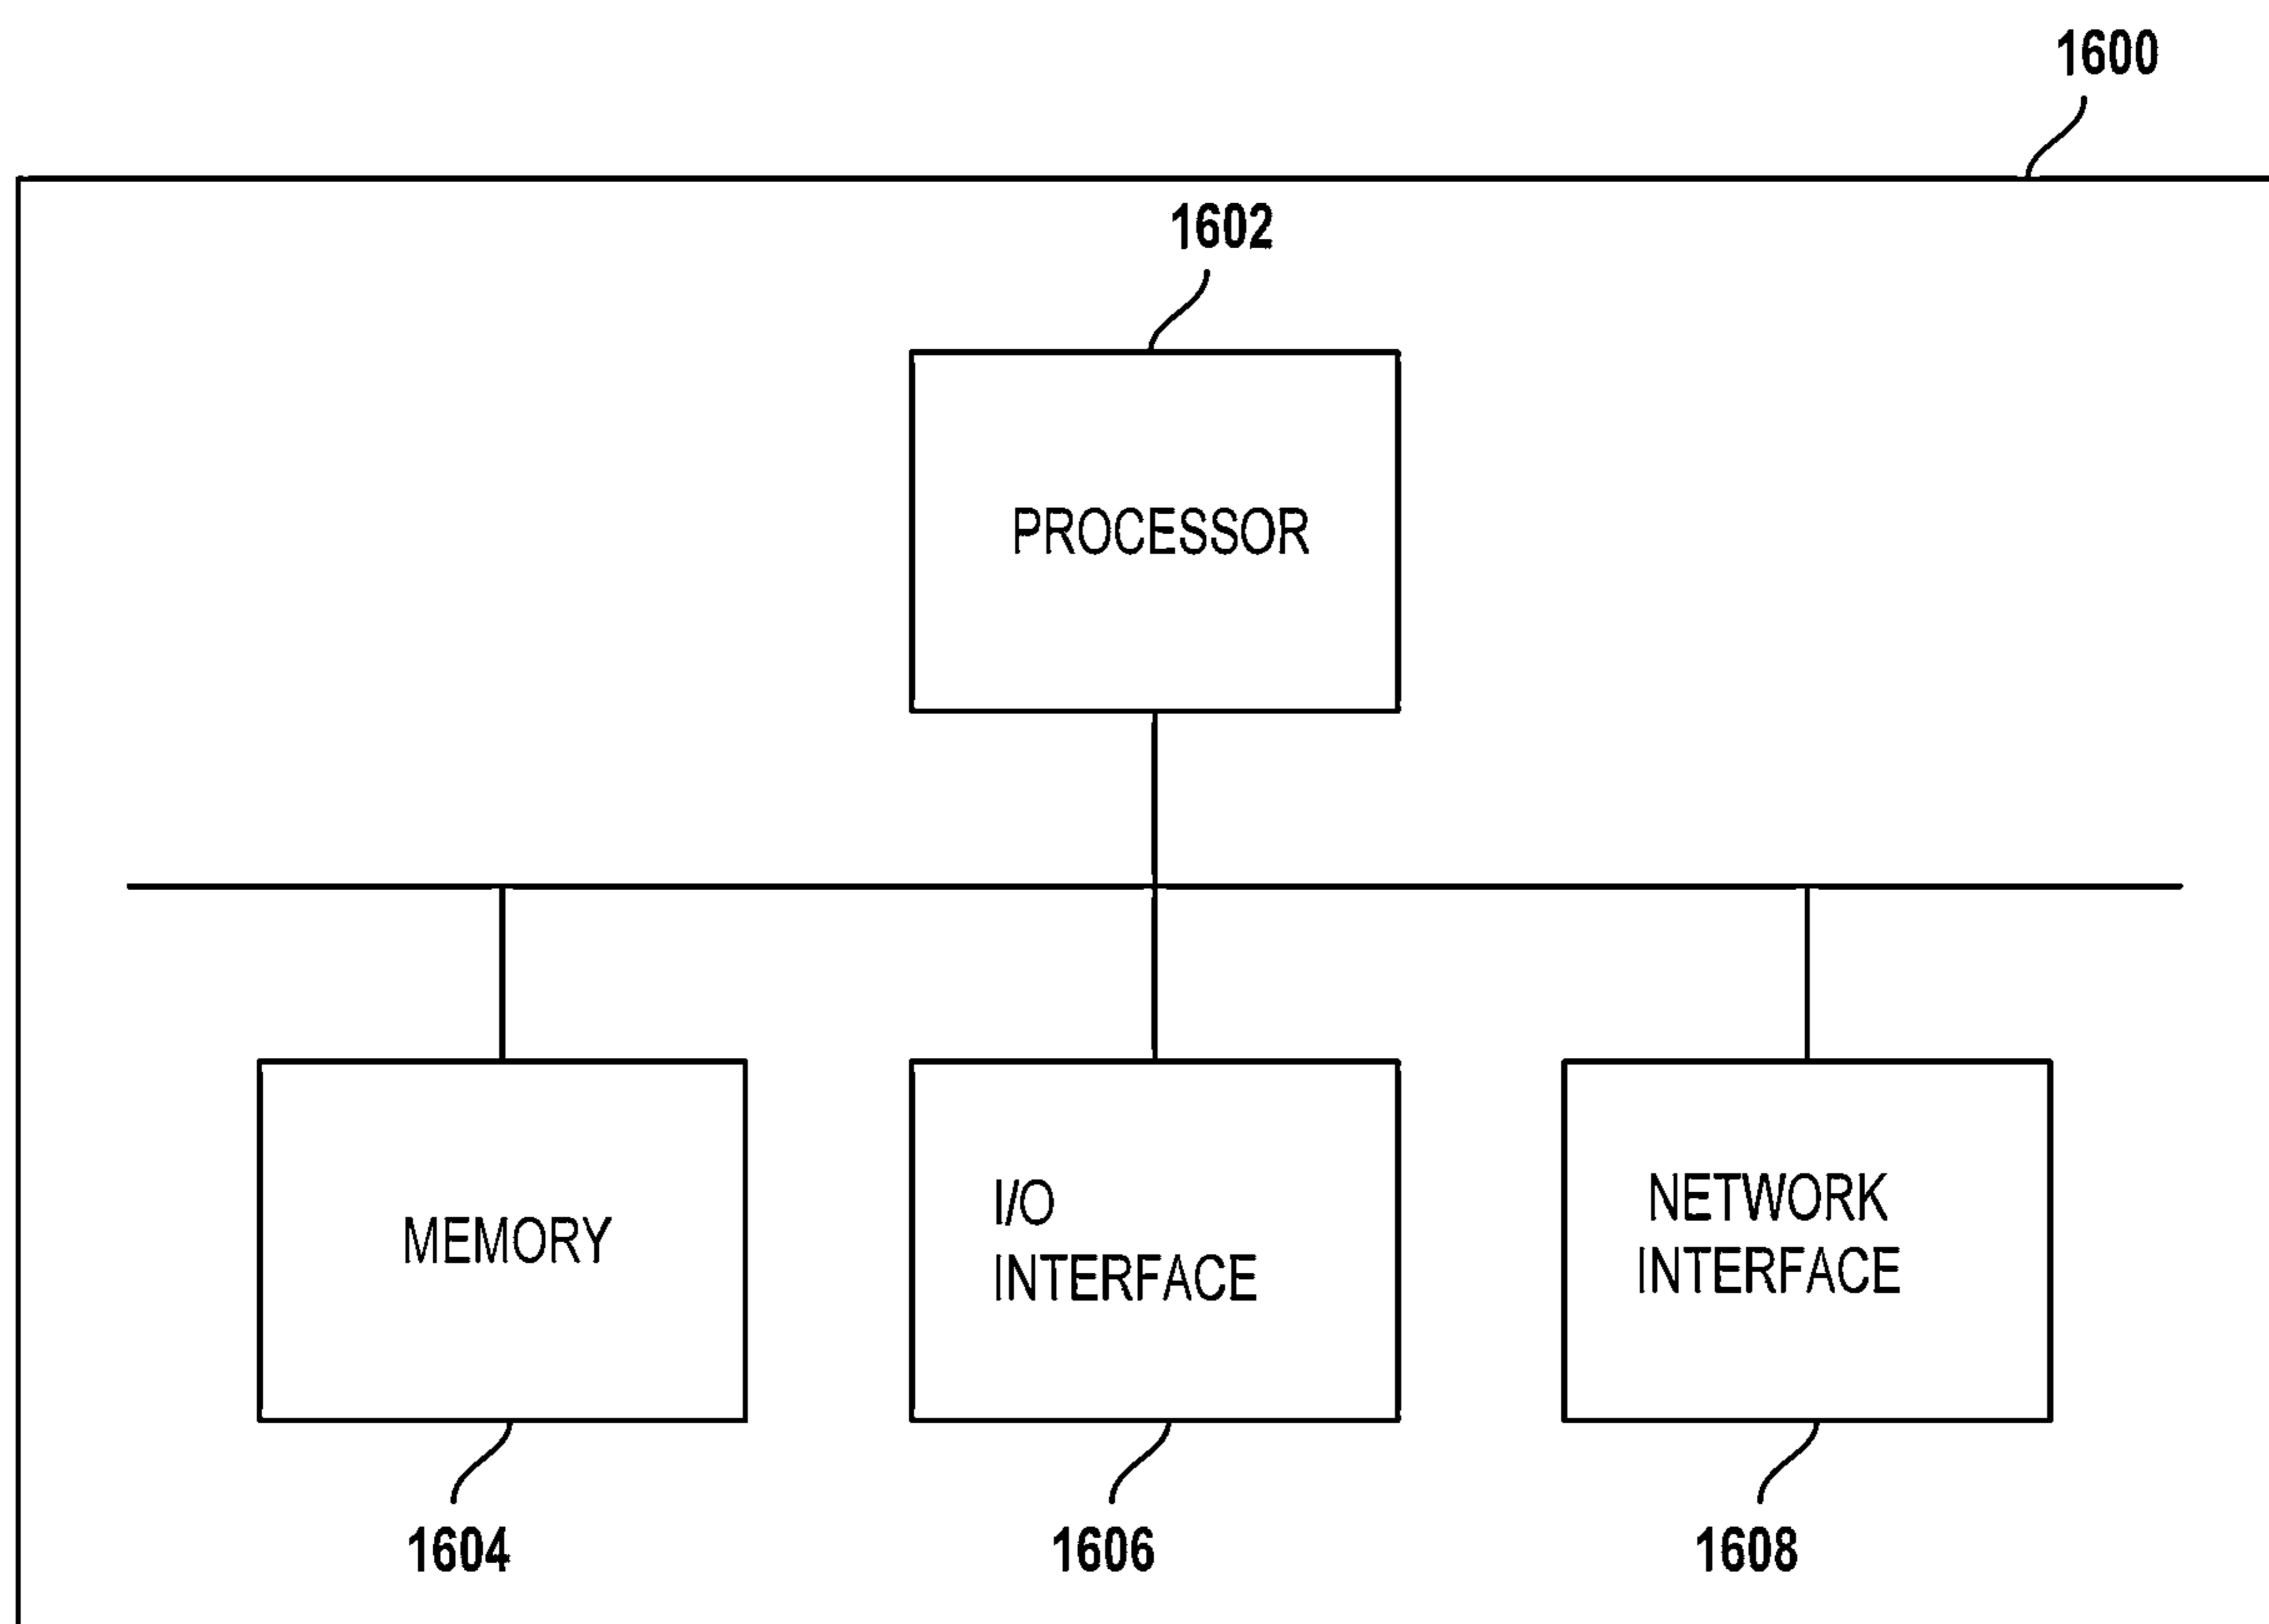 1600
1602
PROCESSOR
MEMORY
I/O
INTERFACE
NETWORK
INTERFACE
1604
1606
1608